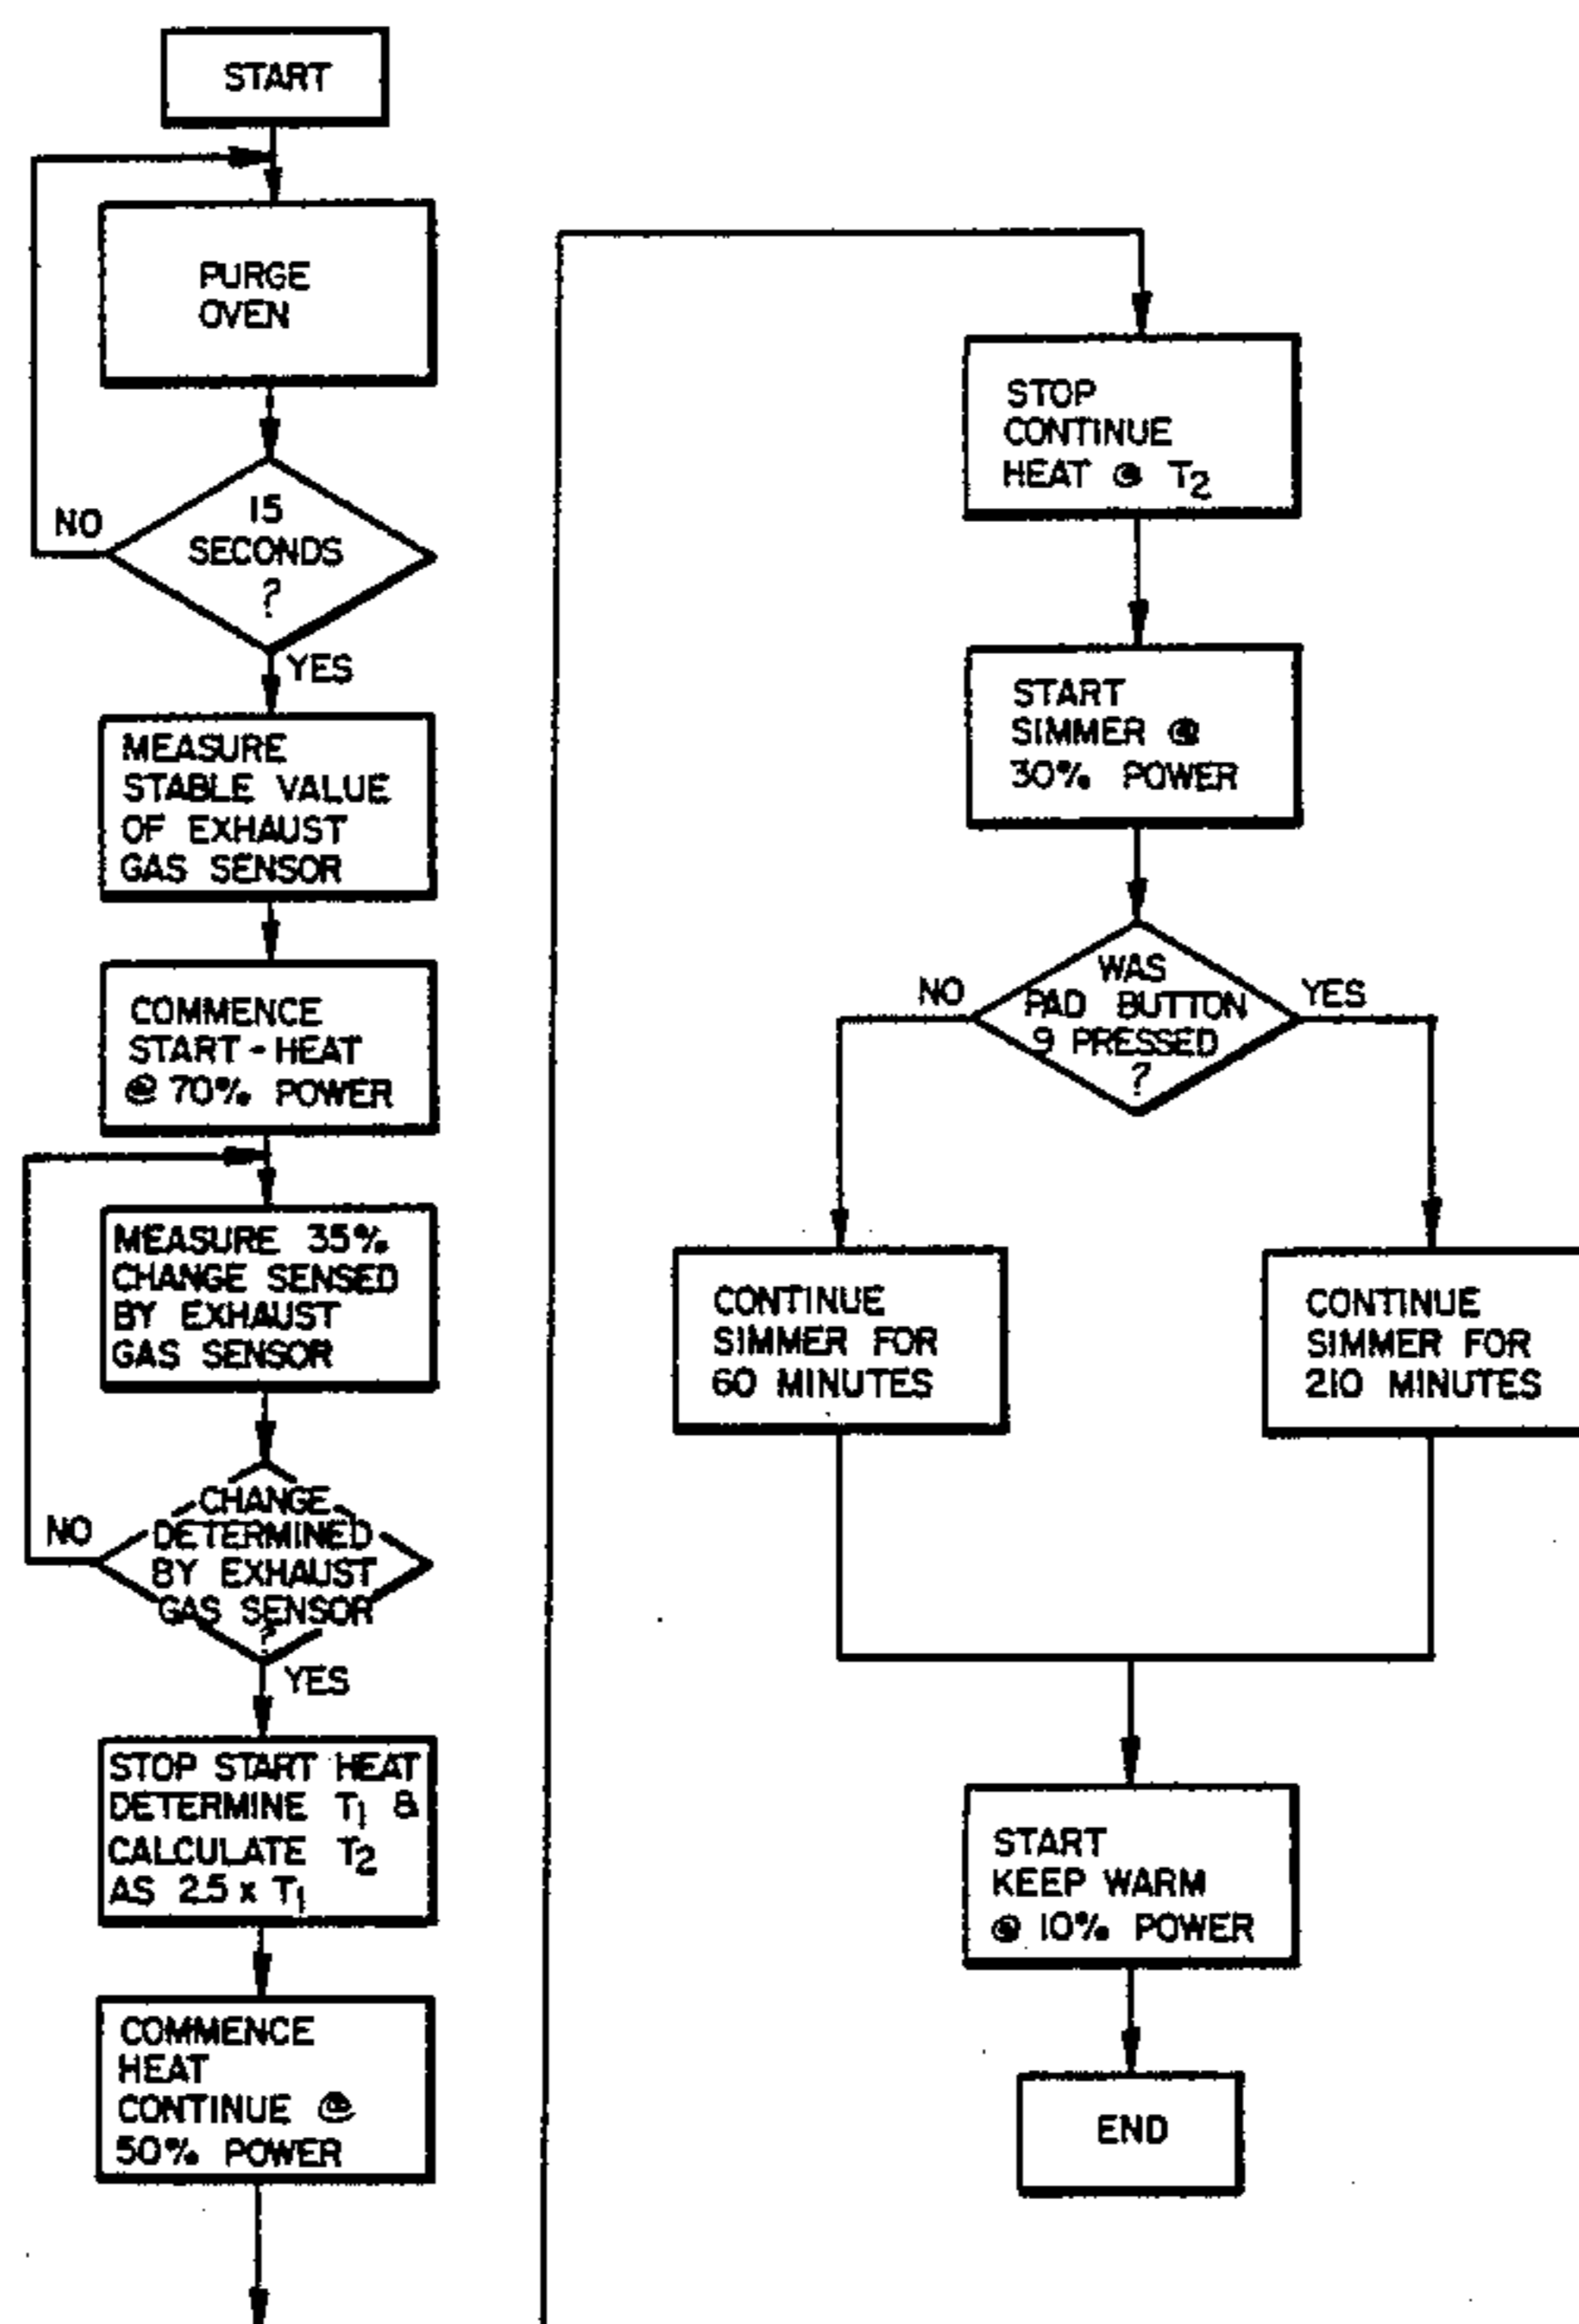 START
PURGE
OVEN
15
SECONDS
?
NO
YES
MEASURE
STABLE VALUE
OF EXHAUST
GAS SENSOR
COMMENCE
START-HEAT
@ 70% POWER
MEASURE 35%
CHANGE SENSED
BY EXHAUST
GAS SENSOR
CHANGE
DETERMINED
BY EXHAUST
GAS SENSOR
?
NO
YES
STOP START HEAT
DETERMINE T₁ &
CALCULATE T₂
AS 2.5 x T₁
COMMENCE
HEAT
CONTINUE @
50% POWER
STOP
CONTINUE
HEAT @ T₂
START
SIMMER @
30% POWER
WAS
PAD BUTTON
9 PRESSED
?
NO
YES
CONTINUE
SIMMER FOR
60 MINUTES
CONTINUE
SIMMER FOR
210 MINUTES
START
KEEP WARM
@ 10% POWER
END